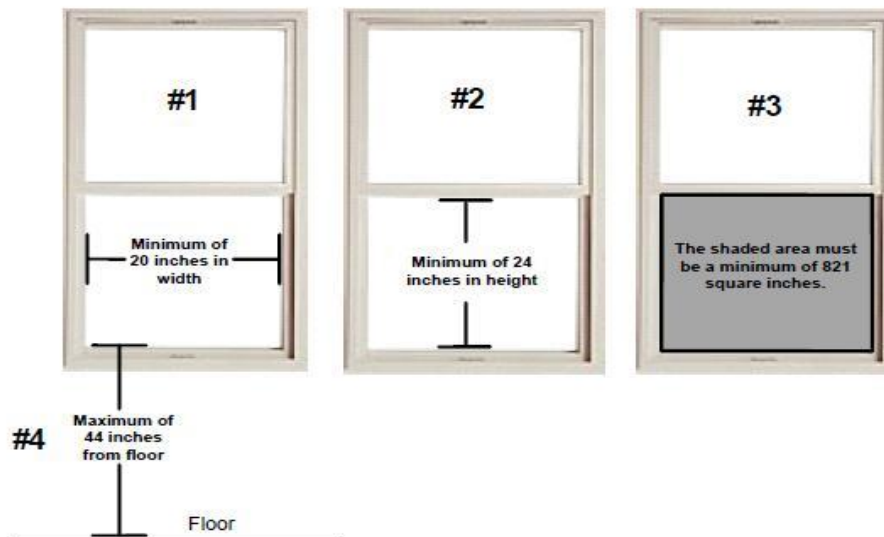 #1
#2
#3
Minimum of
20 inches in
width
Minimum of 24
inches in height
The shaded area must
be a minimum of 821
square inches.
#4
Maximum of
44 inches
from floor
Floor